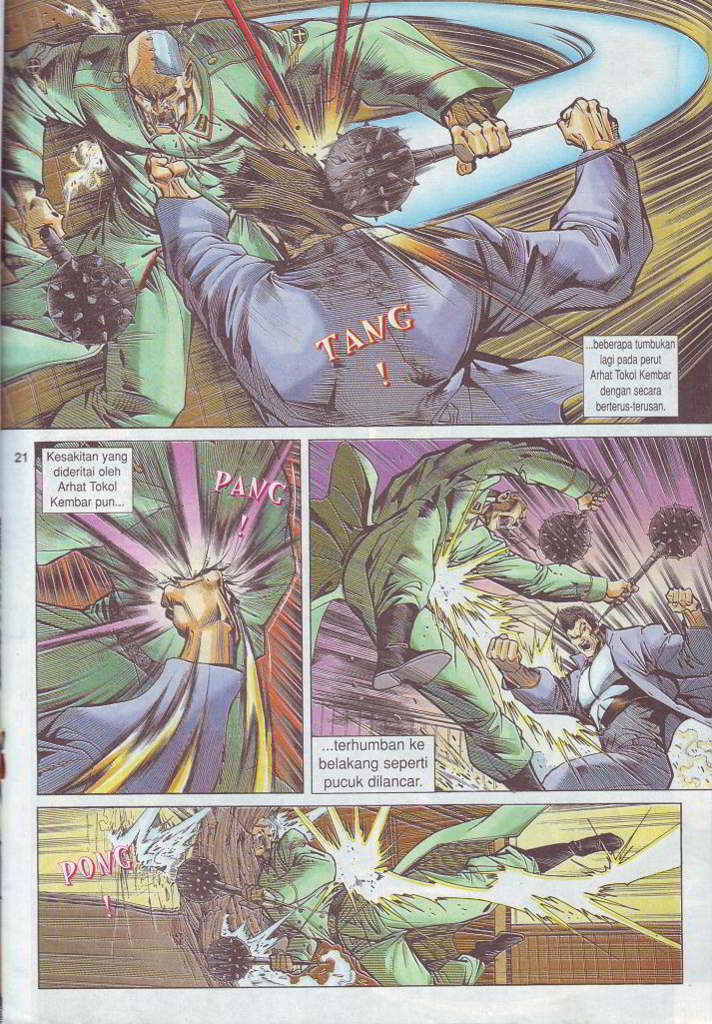 TANG
!
...beberapa tumbukan
lagi pada perut
Arhat Tokol Kembar
dengan secara
berterus-terusan.
21
Kesakitan yang
dideritai oleh
Arhat Tokol
Kembar pun...
PANG
!
...terhumban ke
belakang seperti
pucuk dilancar.
PONG
!